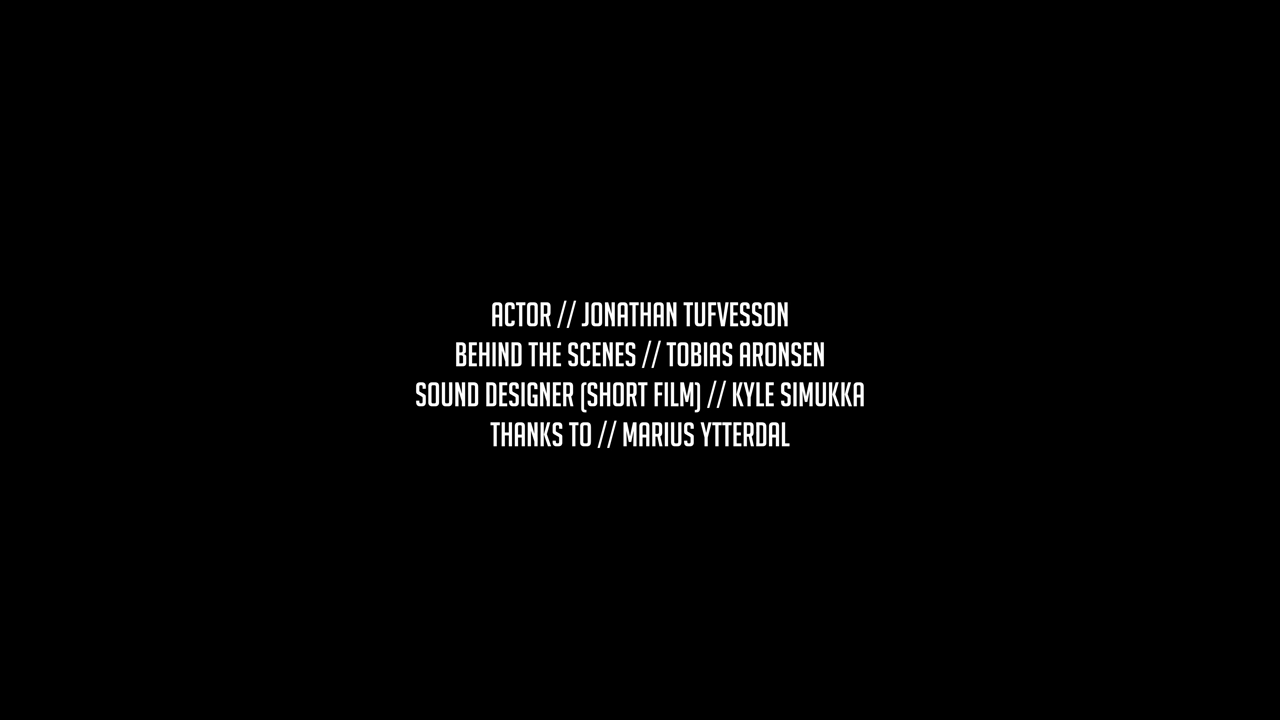 ACTOR // JONATHAN TUFVESSON
BEHIND THE SCENES // TOBIAS ARONSEN
SOUND DESIGNER (SHORT FILM) // KYLE SIMUKKA
THANKS TO // MARIUS YTTERDAL